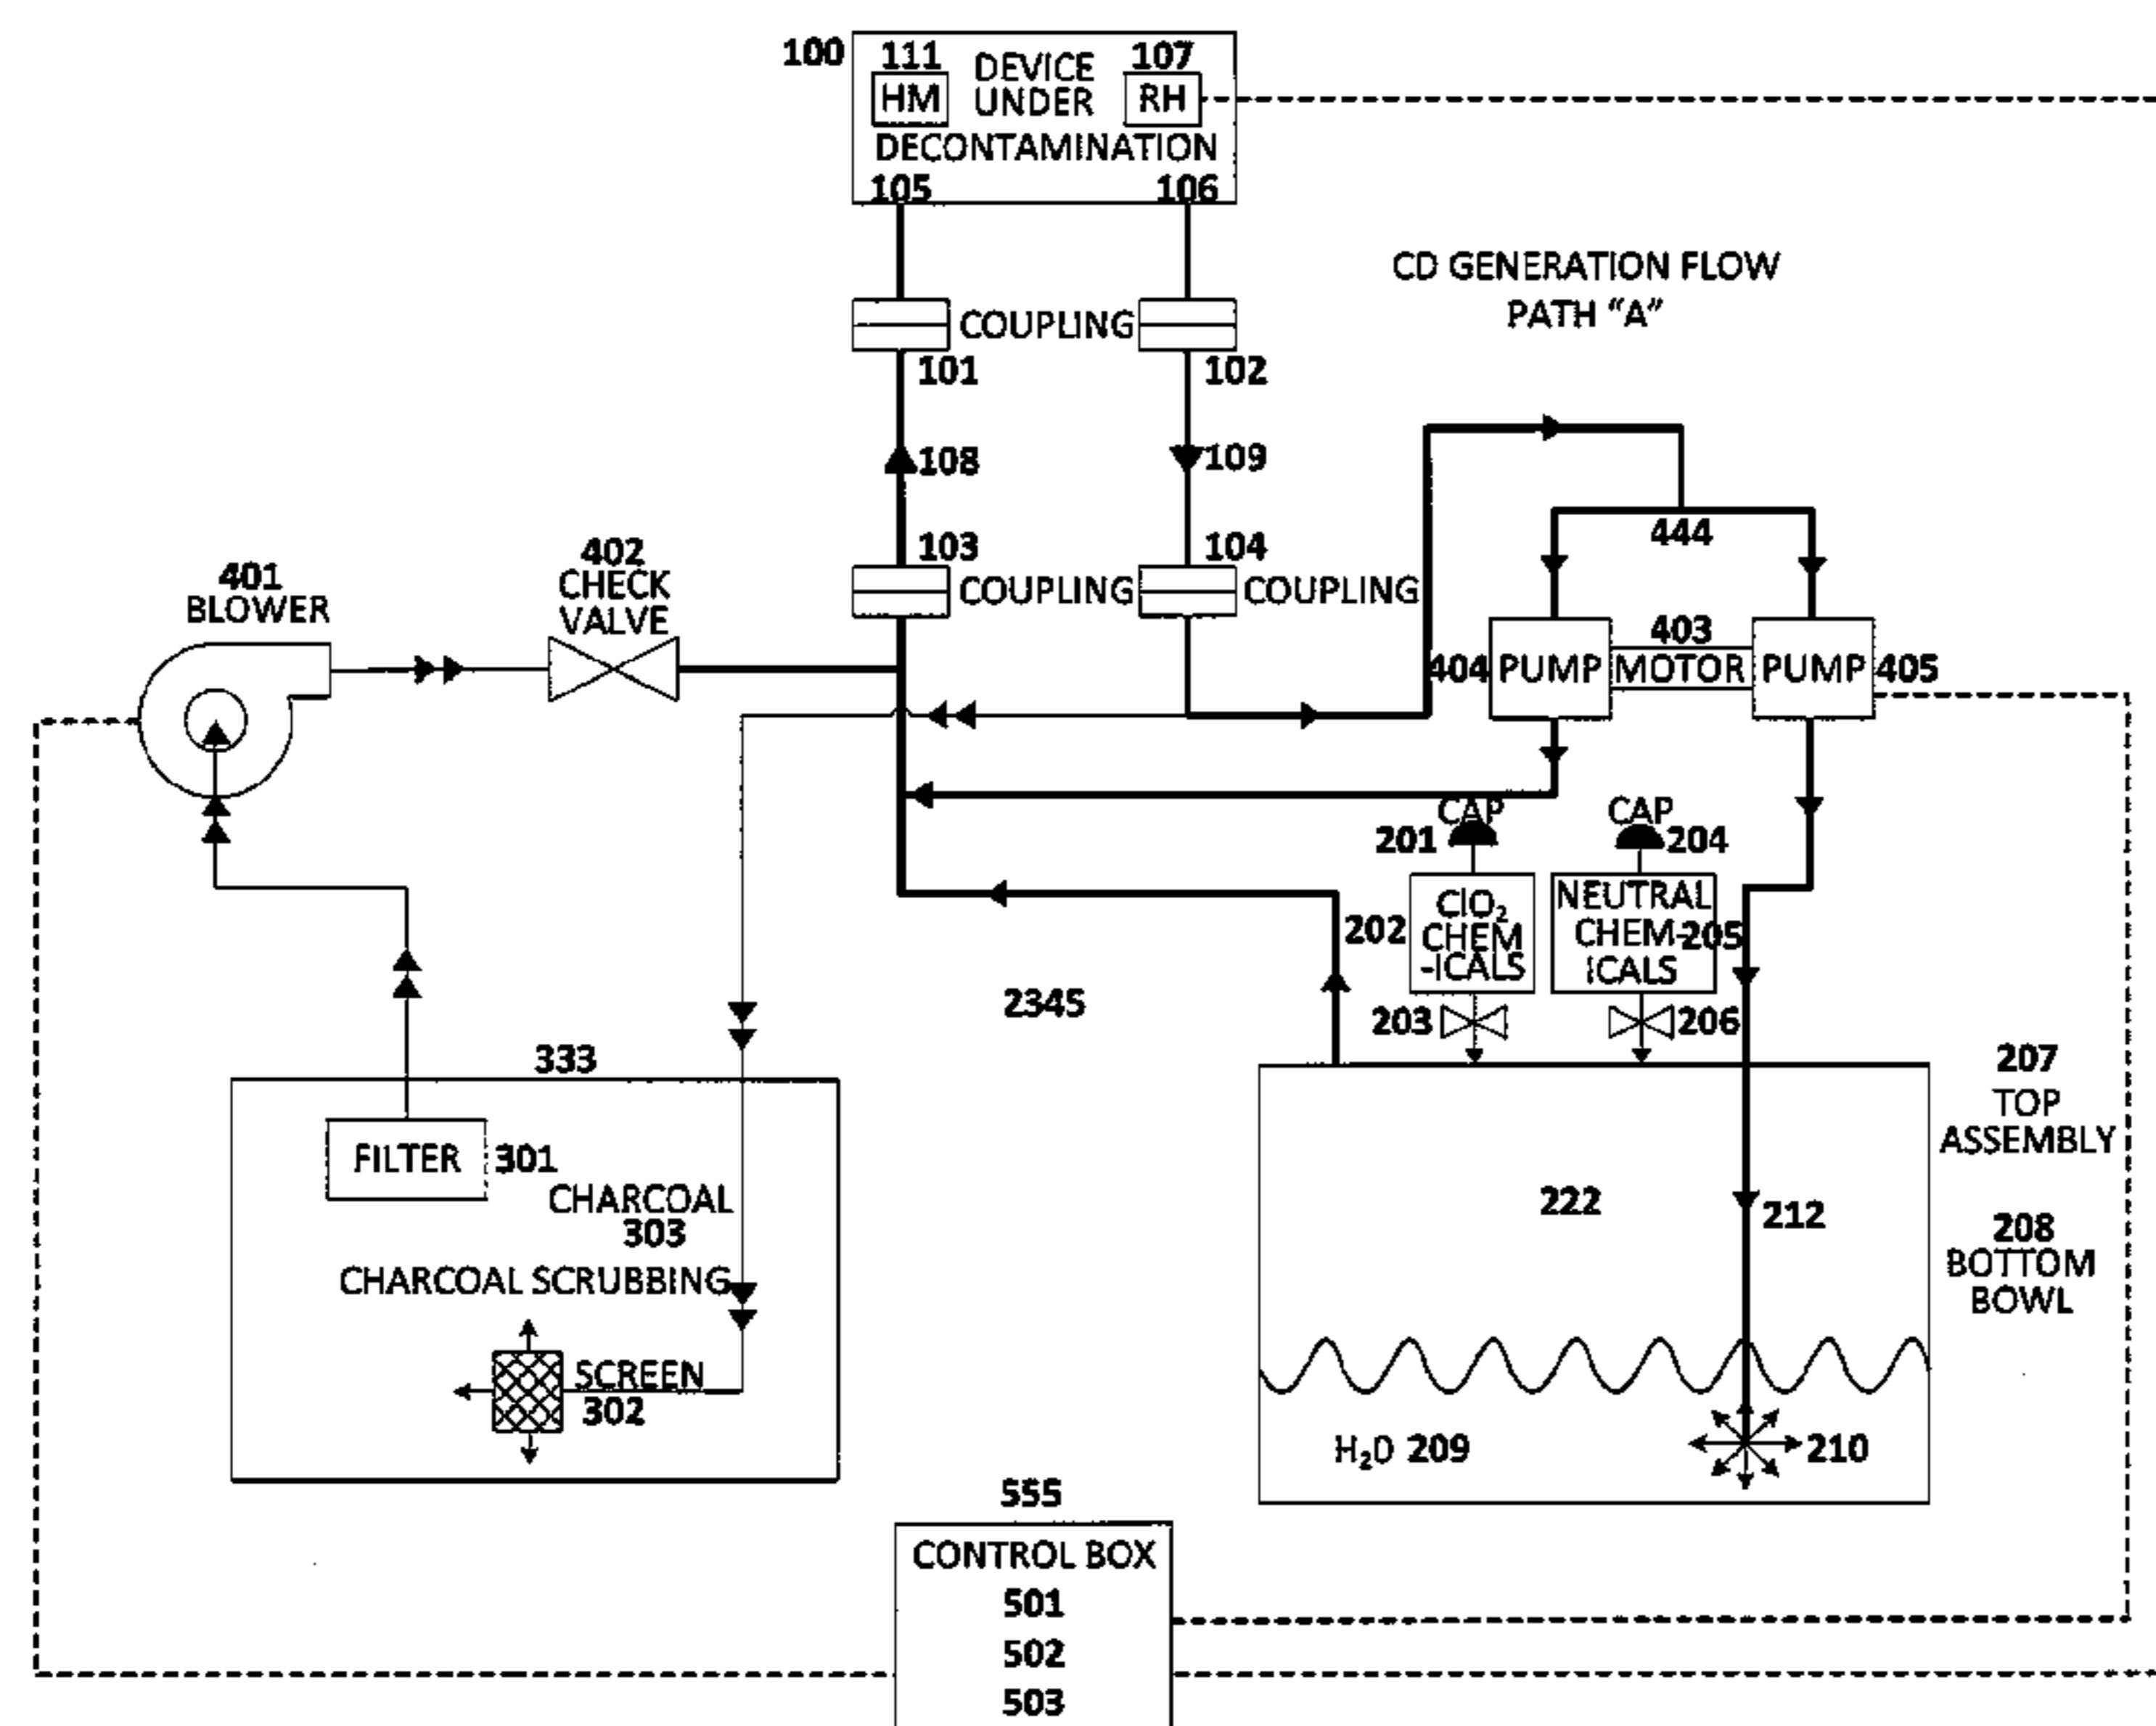 100
111
DEVICE
107
HM
UNDER
RH
DECONTAMINATION
105
106
CD GENERATION FLOW
PATH "A"
COUPLING
101
102
108
109
444
103
104
COUPLING
COUPLING
401
BLOWER
402
CHECK
VALVE
403
404
PUMP
MOTOR
PUMP
405
CAP
201
CAP
204
202
ClO₂
CHEM
-ICALS
NEUTRAL
CHEM-
ICALS
205
203
206
2345
333
FILTER
301
CHARCOAL
303
CHARCOAL SCRUBBING
SCREEN
302
207
TOP
ASSEMBLY
222
212
208
BOTTOM
BOWL
H₂D 209
210
555
CONTROL BOX
501
502
503